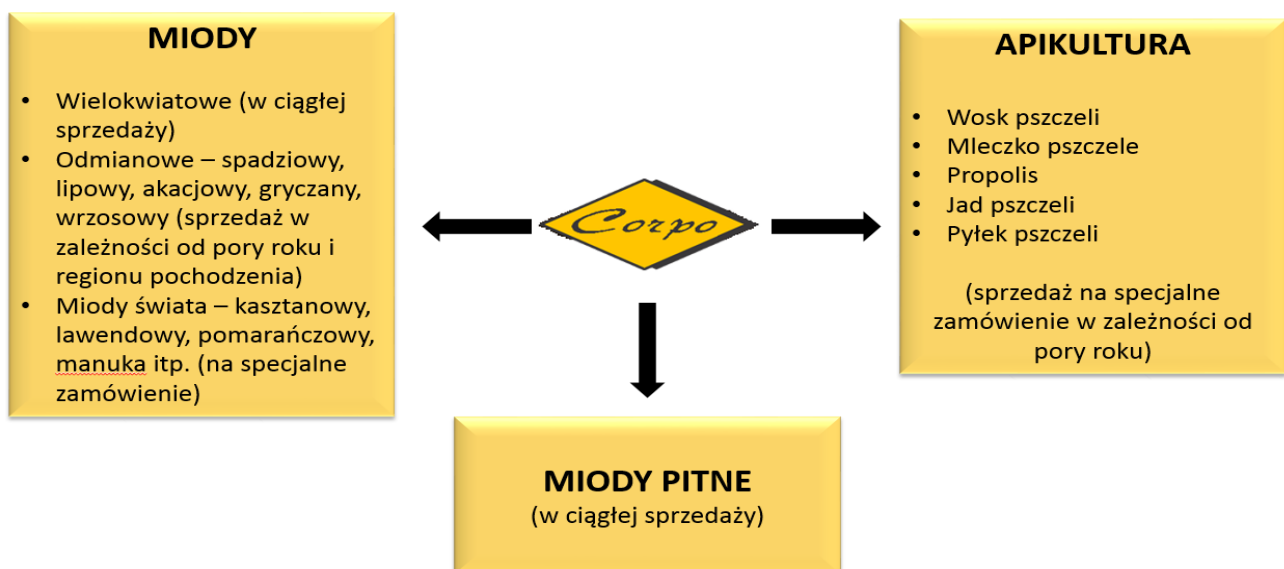 MIODY
• Wielokwiatowe (w ciągłej
sprzedaży)
• Odmianowe – spadziowy,
lipowy, akacjowy, gryczany,
wrzosowy (sprzedaż w
zależności od pory roku i
regionu pochodzenia)
• Miody świata – kasztanowy,
lawendowy, pomarańczowy,
manuka itp. (na specjalne
zamówienie)
Corpo
APIKULTURA
• Wosk pszczeli
• Mleczko pszczele
• Propolis
• Jad pszczeli
• Pyłek pszczeli
(sprzedaż na specjalne
zamówienie w zależności od
pory roku)
MIODY PITNE
(w ciągłej sprzedaży)